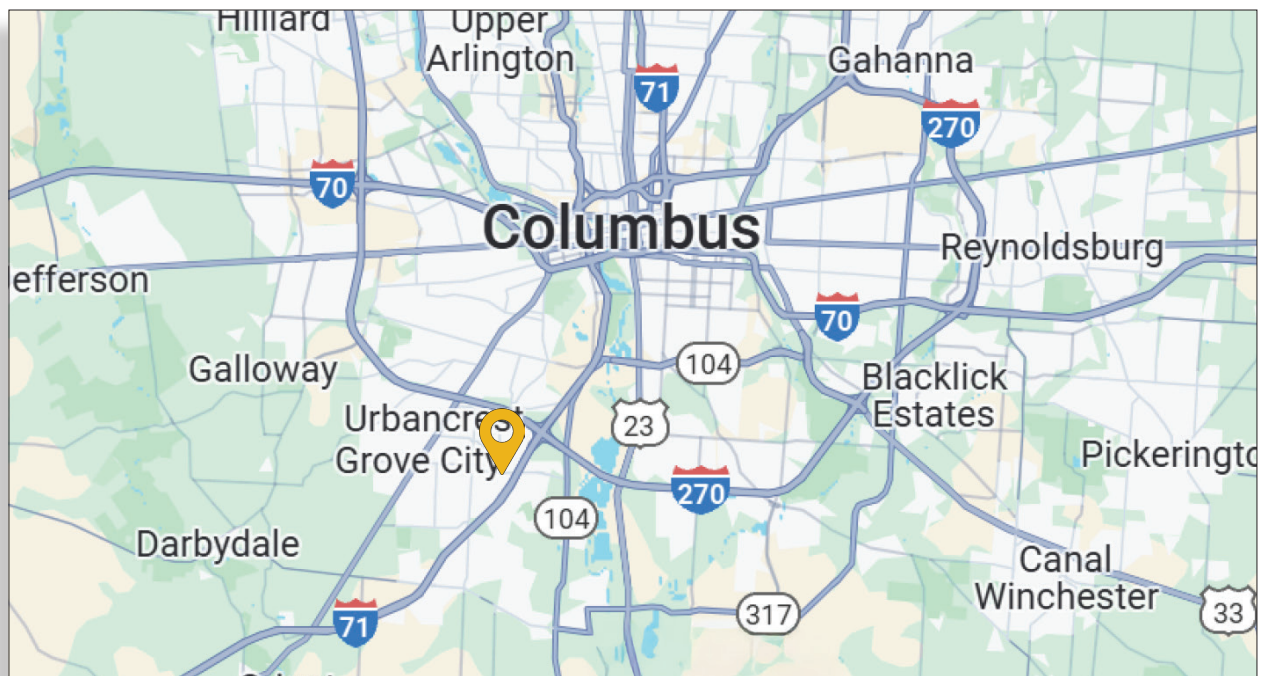 Hilliard
Upper
Arlington
71
Gahanna
270
70
Columbus
Reynoldsburg
efferson
70
Galloway
104
Blacklick
Estates
Urbancrest
Grove City
23
Pickeringto
270
104
Darbydale
Canal
Winchester
71
317
33